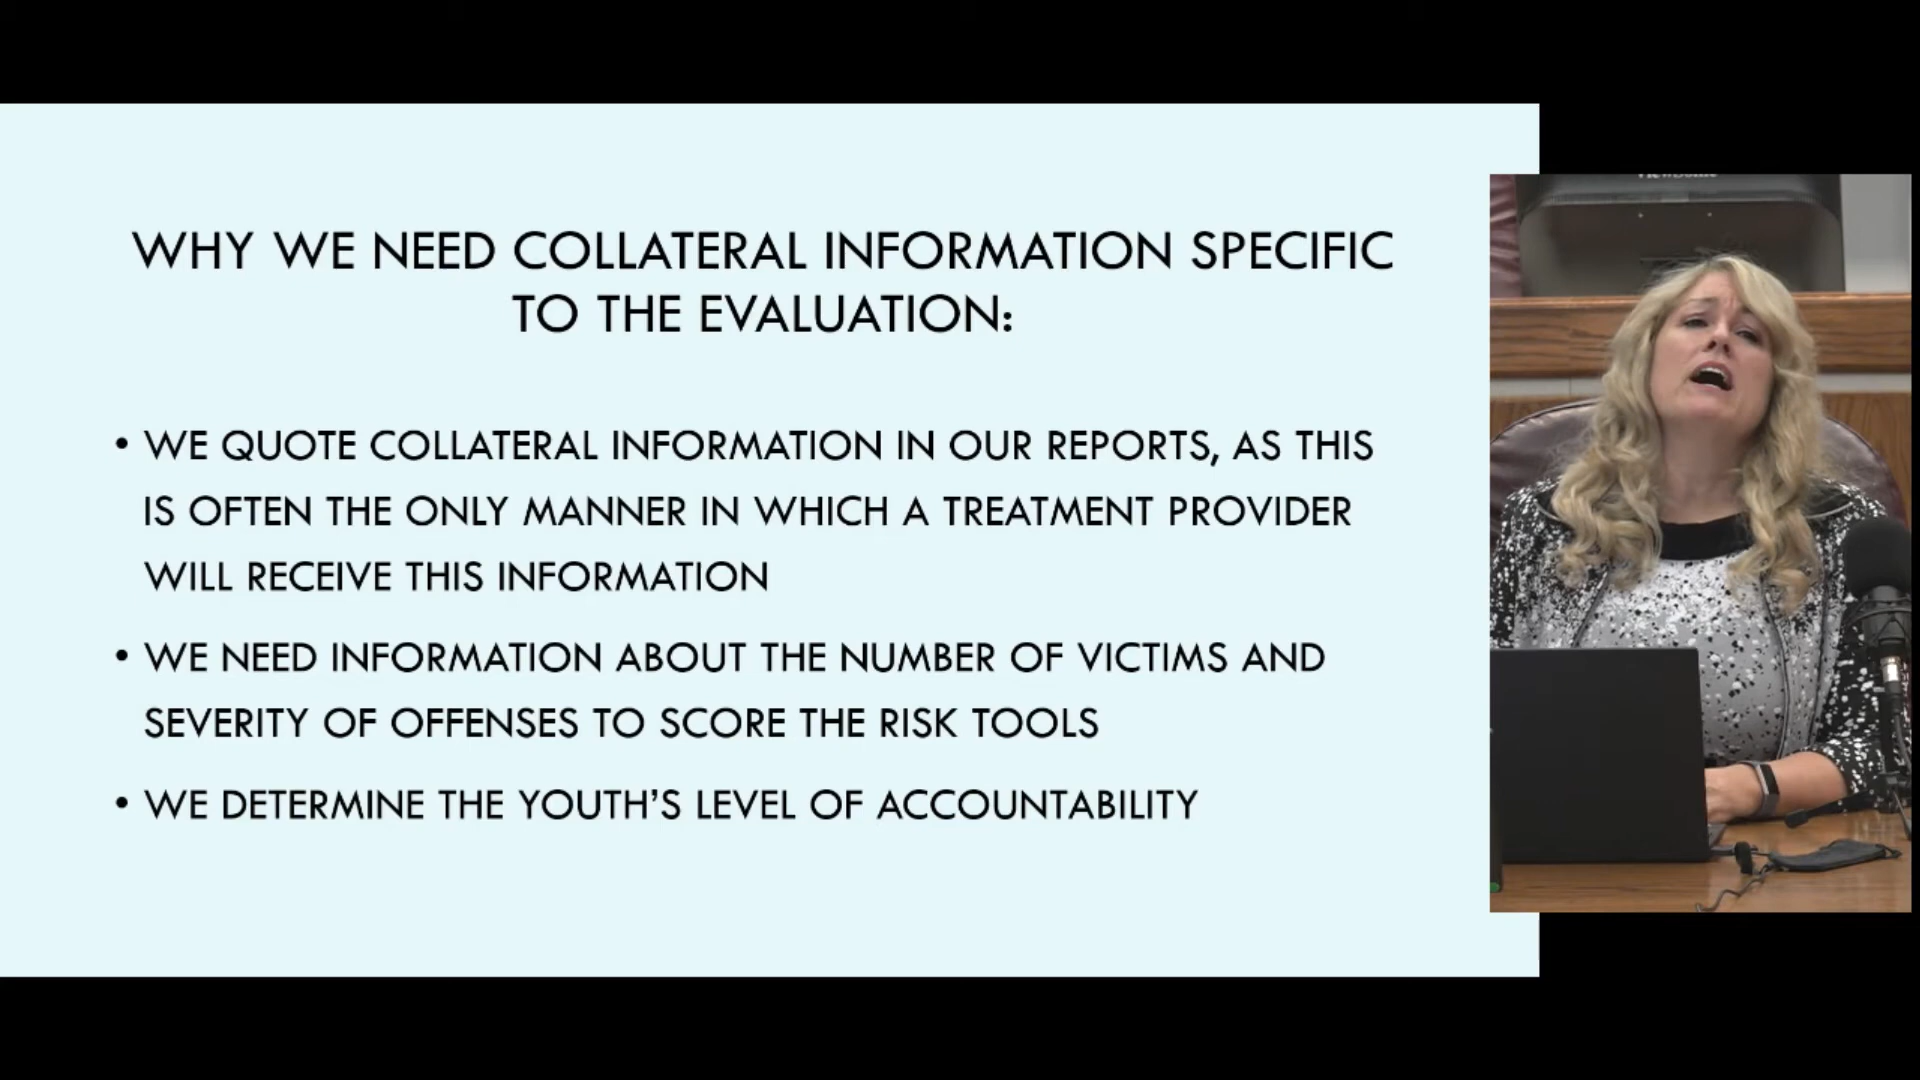 WHY WE NEED COLLATERAL INFORMATION SPECIFIC
TO THE EVALUATION:
• WE QUOTE COLLATERAL INFORMATION IN OUR REPORTS, AS THIS
IS OFTEN THE ONLY MANNER IN WHICH A TREATMENT PROVIDER
WILL RECEIVE THIS INFORMATION
• WE NEED INFORMATION ABOUT THE NUMBER OF VICTIMS AND
SEVERITY OF OFFENSES TO SCORE THE RISK TOOLS
• WE DETERMINE THE YOUTH'S LEVEL OF ACCOUNTABILITY